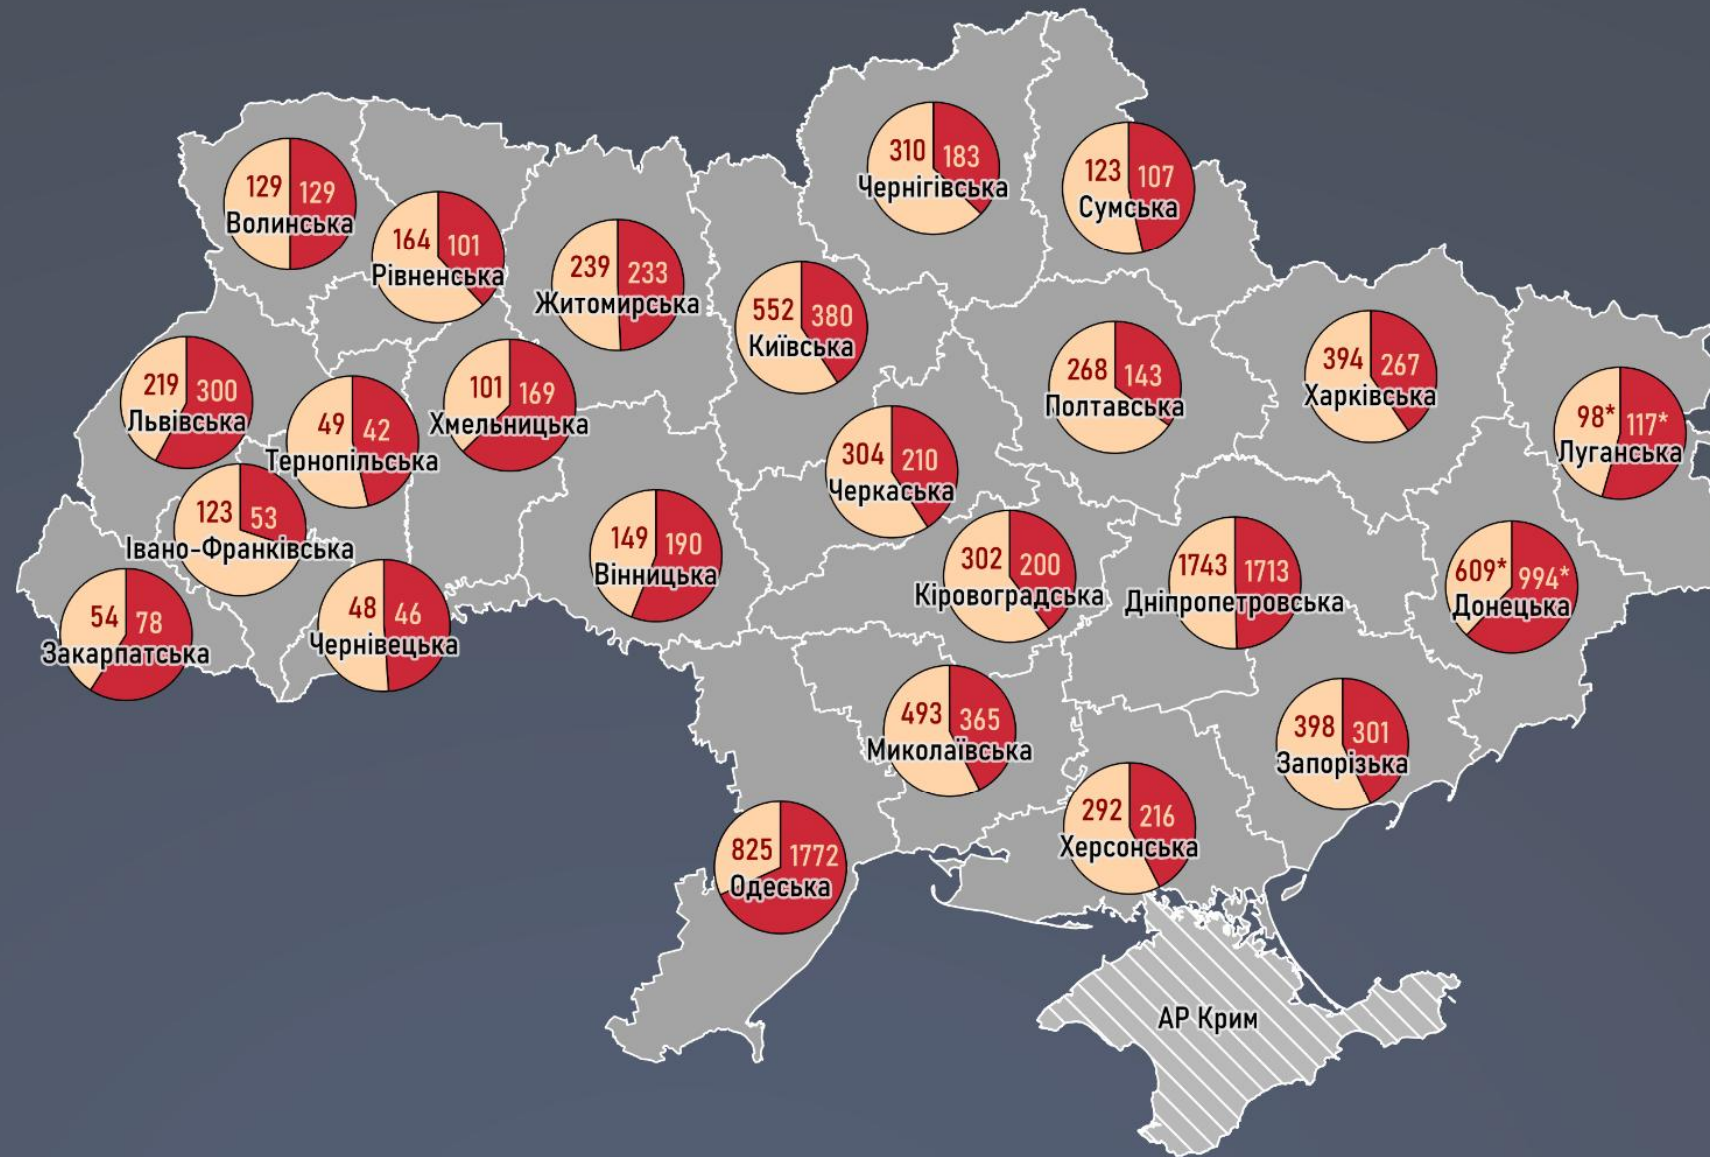 310 183
Чернігівська
123 107
Сумська
129 129
Волинська
164 101
Рівненська
239 233
Житомирська
552 380
Київська
268 143
Полтавська
394 267
Харківська
98* 117*
Луганська
219 300
Львівська
49 42
Тернопільська
101 169
Хмельницька
304 210
Черкаська
123 53
Івано-Франківська
149 190
Вінницька
302 200
Кіровоградська
1743 1713
Дніпропетровська
609* 994*
Донецька
54 78
Закарпатська
48 46
Чернівецька
493 365
Миколаївська
398 301
Запорізька
292 216
Херсонська
825 1772
Одеська
АР Крим